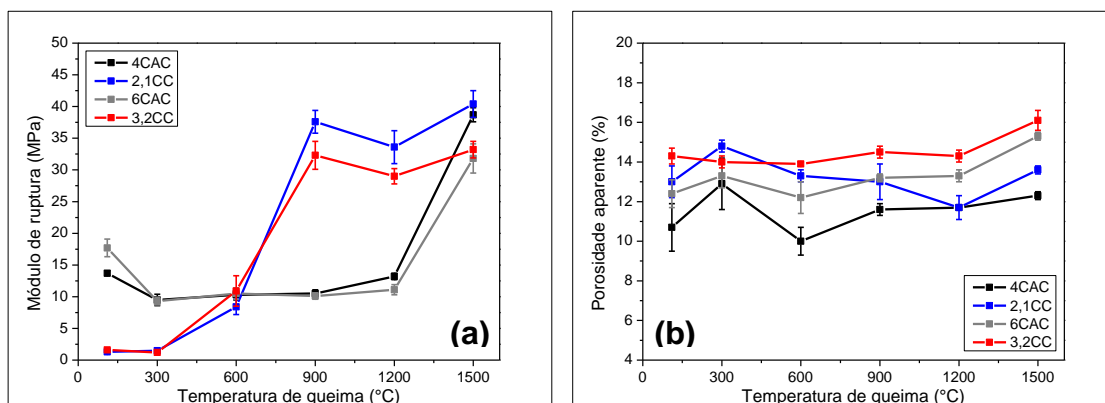 50
45
40
35
30
25
20
15
10
5
0
Módulo de ruptura (MPa)
4CAC
2,1CC
6CAC
3,2CC
(a)
300 600 900 1200 1500
Temperatura de queima (°C)
20
18
16
14
12
10
8
6
4
Porosidade aparente (%)
(b)
4CAC
2,1CC
6CAC
3,2CC
300 600 900 1200 1500
Temperatura de queima (°C)